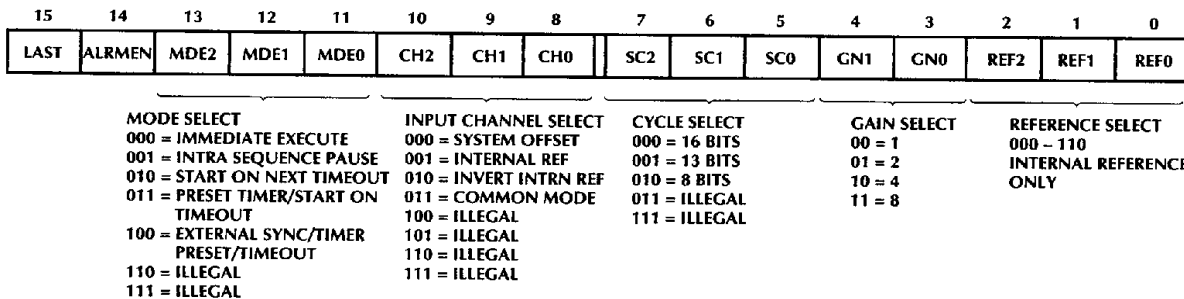 15 14 13 12 11 10 9 8 7 6 5 4 3 2 1 0
LAST ALRMEN MDE2 MDE1 MDE0 CH2 CH1 CH0 SC2 SC1 SC0 GN1 GN0 REF2 REF1 REF0
MODE SELECT
000 = IMMEDIATE EXECUTE
001 = INTRA SEQUENCE PAUSE
010 = START ON NEXT TIMEOUT
011 = PRESET TIMER/START ON
TIMEOUT
100 = EXTERNAL SYNC/TIMER
PRESET/TIMEOUT
110 = ILLEGAL
111 = ILLEGAL
INPUT CHANNEL SELECT
000 = SYSTEM OFFSET
001 = INTERNAL REF
010 = INVERT INTRN REF
011 = COMMON MODE
100 = ILLEGAL
101 = ILLEGAL
110 = ILLEGAL
111 = ILLEGAL
CYCLE SELECT
000 = 16 BITS
001 = 13 BITS
010 = 8 BITS
011 = ILLEGAL
111 = ILLEGAL
GAIN SELECT
00 = 1
01 = 2
10 = 4
11 = 8
REFERENCE SELECT
000 – 110
INTERNAL REFERENCE
ONLY